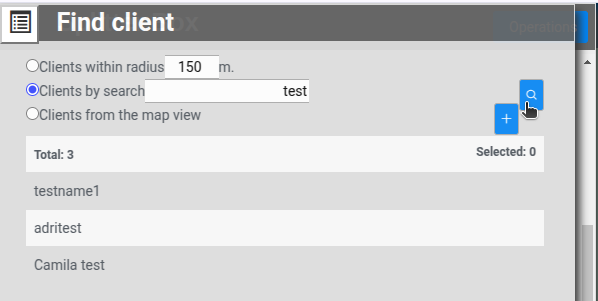 Find client
Operations
Clients within radius 150 m.
Clients by search test
Clients from the map view
+
Total: 3 Selected: 0
testname1
adritest
Camila test